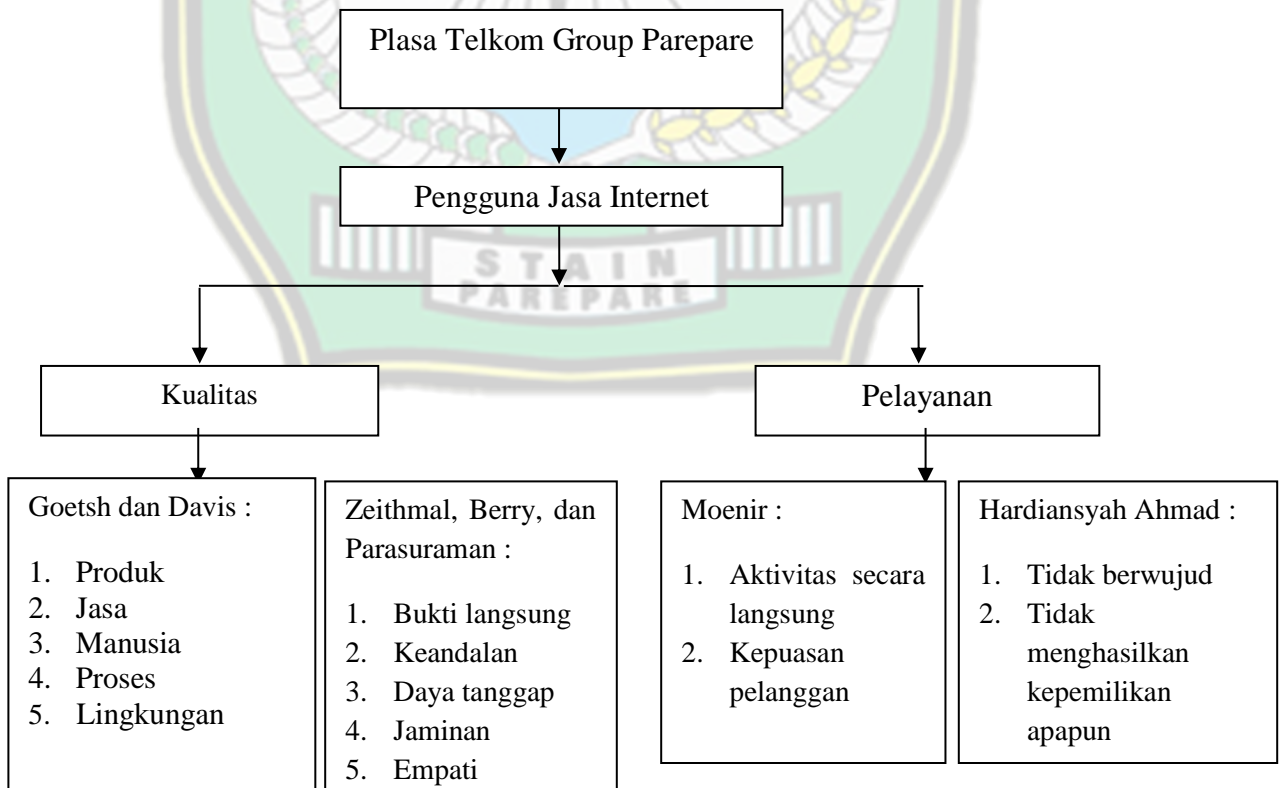 Plasa Telkom Group Parepare
Pengguna Jasa Internet
STAIN
PAREPARE
Kualitas
Pelayanan
Goetsh dan Davis :
1. Produk
2. Jasa
3. Manusia
4. Proses
5. Lingkungan
Zeithmal, Berry, dan
Parasuraman :
1. Bukti langsung
2. Keandalan
3. Daya tanggap
4. Jaminan
5. Empati
Moenir :
1. Aktivitas secara
langsung
2. Kepuasan
pelanggan
Hardiansyah Ahmad :
1. Tidak berwujud
2. Tidak
menghasilkan
kepemilikan
apapun